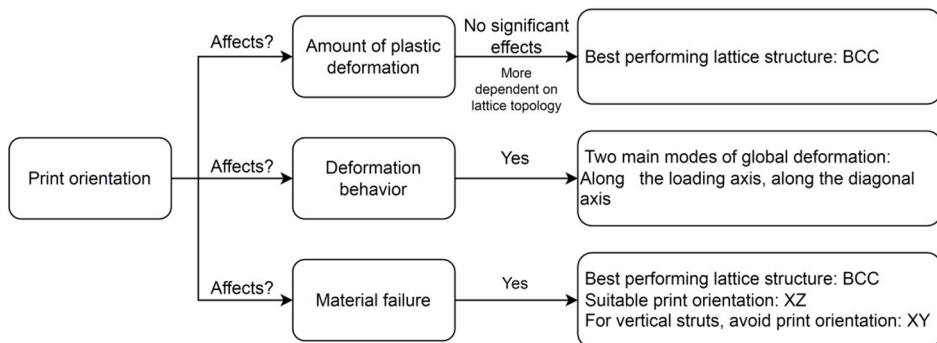 Print orientation
Affects?
Amount of plastic
deformation
No significant
effects
More
dependent on
lattice topology
Best performing lattice structure: BCC
Affects?
Deformation
behavior
Yes
Two main modes of global deformation:
Along the loading axis, along the diagonal
axis
Affects?
Material failure
Yes
Best performing lattice structure: BCC
Suitable print orientation: XZ
For vertical struts, avoid print orientation: XY